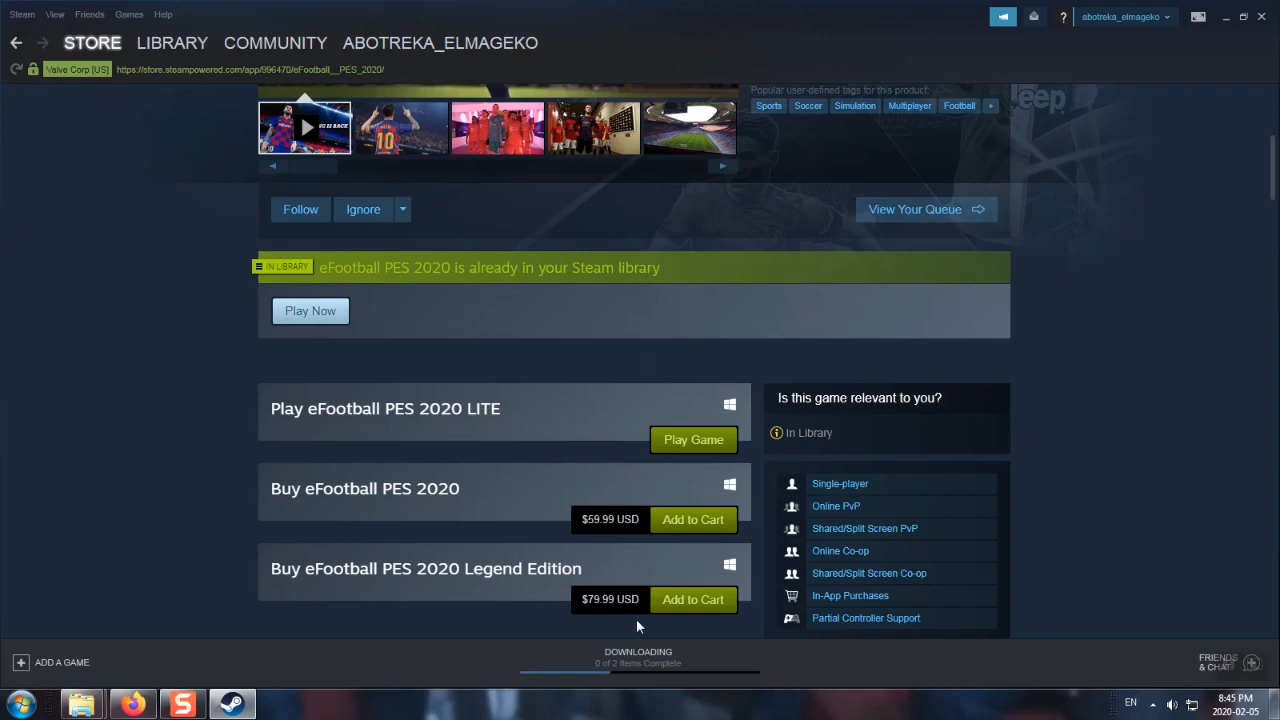 Steam View Friends Games Help
abotreka_elmageko
STORE LIBRARY COMMUNITY ABOTREKA_ELMAGEKO
Valve Corp [US] https://store.steampowered.com/app/996470/eFootball__PES_2020/
Popular user-defined tags for this product:
Sports Soccer Simulation Multiplayer Football +
Jeep
IS BACK
10
Follow Ignore View Your Queue
IN LIBRARY eFootball PES 2020 is already in your Steam library
Play Now
Play eFootball PES 2020 LITE
Play Game
Is this game relevant to you?
In Library
Buy eFootball PES 2020
$59.99 USD Add to Cart
Buy eFootball PES 2020 Legend Edition
$79.99 USD Add to Cart
Single-player
Online PvP
Shared/Split Screen PvP
Online Co-op
Shared/Split Screen Co-op
In-App Purchases
Partial Controller Support
+ ADD A GAME
DOWNLOADING
0 of 2 Items Complete
FRIENDS
& CHAT
EN
8:45 PM
2020-02-05